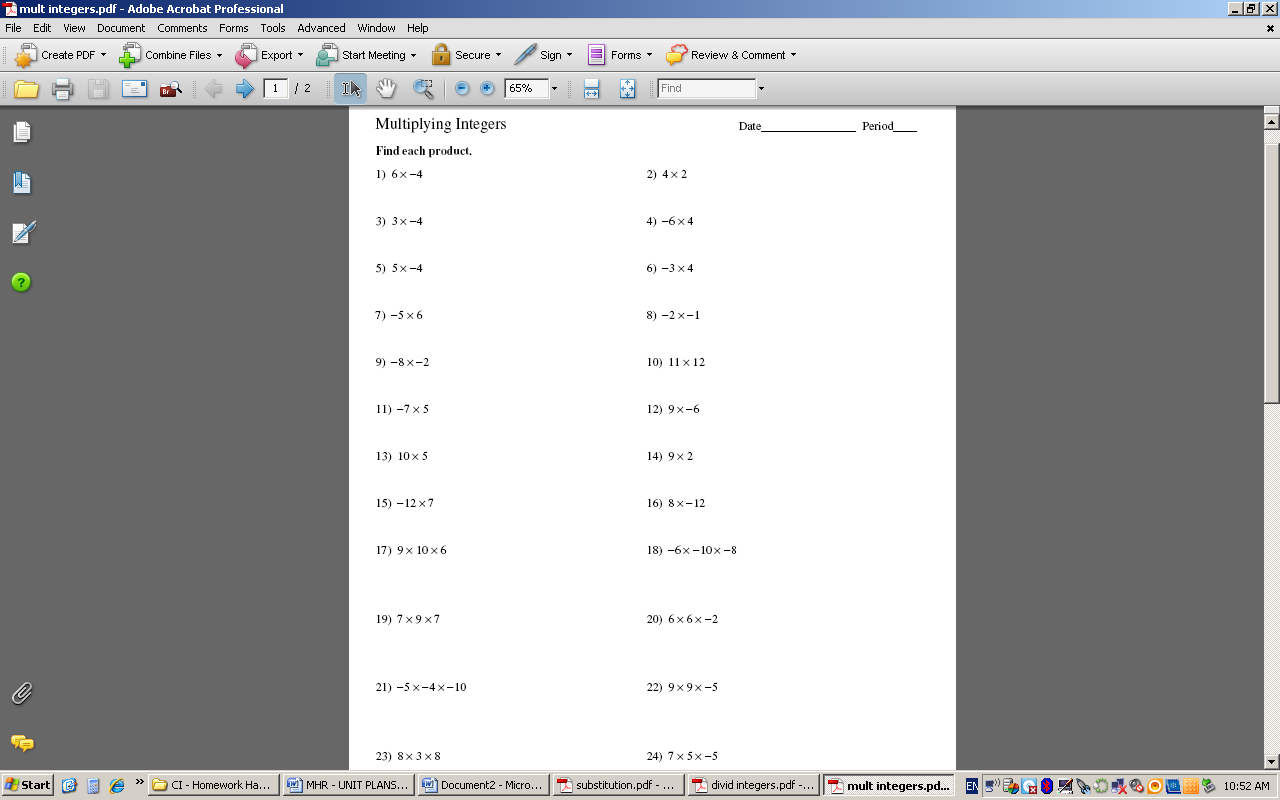 mult integers.pdf - Adobe Acrobat Professional
File Edit View Document Comments Forms Tools Advanced Window Help
Create PDF Combine Files Export Start Meeting Secure Sign Forms Review & Comment
1 / 2 65% Find
Multiplying Integers Date________________ Period____
Find each product.
1) 6 × −4 2) 4 × 2
3) 3 × −4 4) −6 × 4
5) 5 × −4 6) −3 × 4
7) −5 × 6 8) −2 × −1
9) −8 × −2 10) 11 × 12
11) −7 × 5 12) 9 × −6
13) 10 × 5 14) 9 × 2
15) −12 × 7 16) 8 × −12
17) 9 × 10 × 6 18) −6 × −10 × −8
19) 7 × 9 × 7 20) 6 × 6 × −2
21) −5 × −4 × −10 22) 9 × 9 × −5
23) 8 × 3 × 8 24) 7 × 5 × −5
Start » CI - Homework Ha... MHR - UNIT PLANS... Document2 - Micro... substitution.pdf - ... divid integers.pdf -... mult integers.pd... EN 10:52 AM